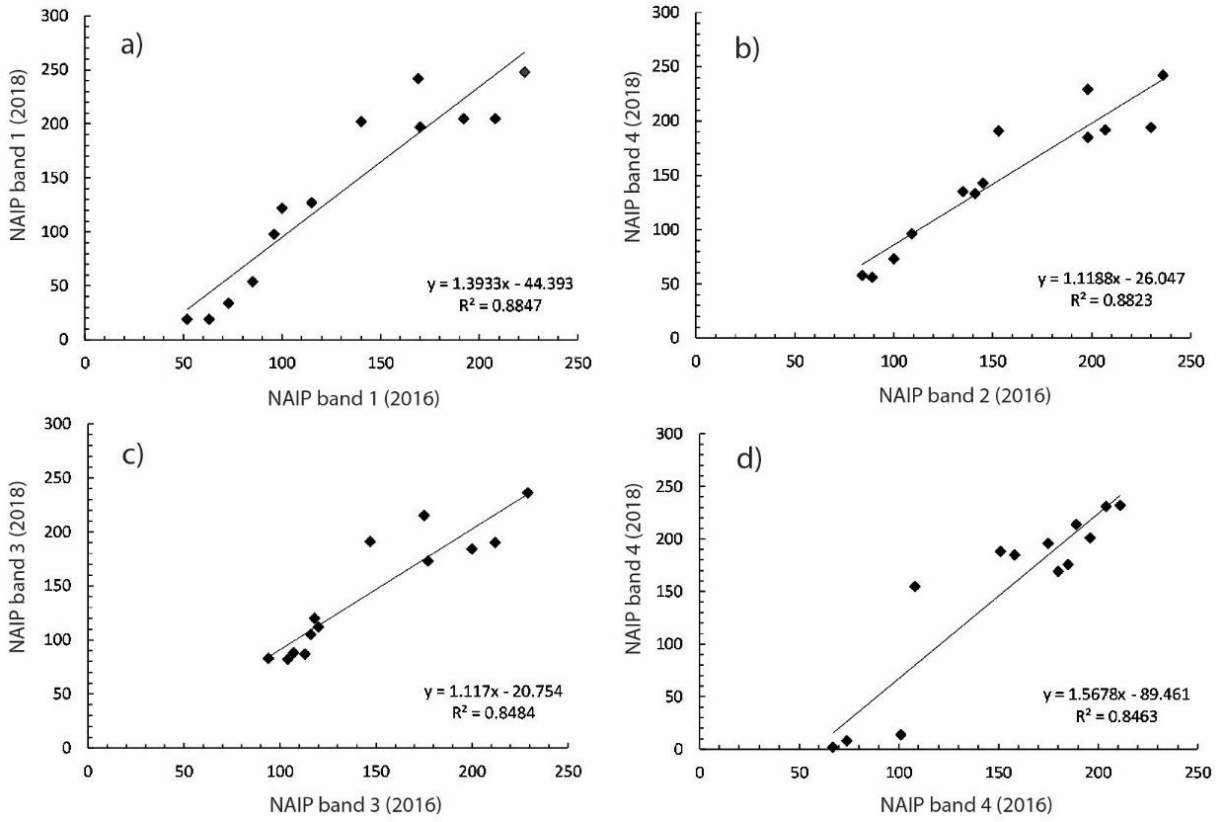 a)
300
250
200
150
100
50
0
NAIP band 1 (2018)
y = 1.3933x - 44.393
R² = 0.8847
0 50 100 150 200 250
NAIP band 1 (2016)
b)
300
250
200
150
100
50
0
NAIP band 4 (2018)
y = 1.1188x - 26.047
R² = 0.8823
0 50 100 150 200 250
NAIP band 2 (2016)
c)
300
250
200
150
100
50
0
NAIP band 3 (2018)
y = 1.117x - 20.754
R² = 0.8484
0 50 100 150 200 250
NAIP band 3 (2016)
d)
300
250
200
150
100
50
0
NAIP band 4 (2018)
y = 1.5678x - 89.461
R² = 0.8463
0 50 100 150 200 250
NAIP band 4 (2016)